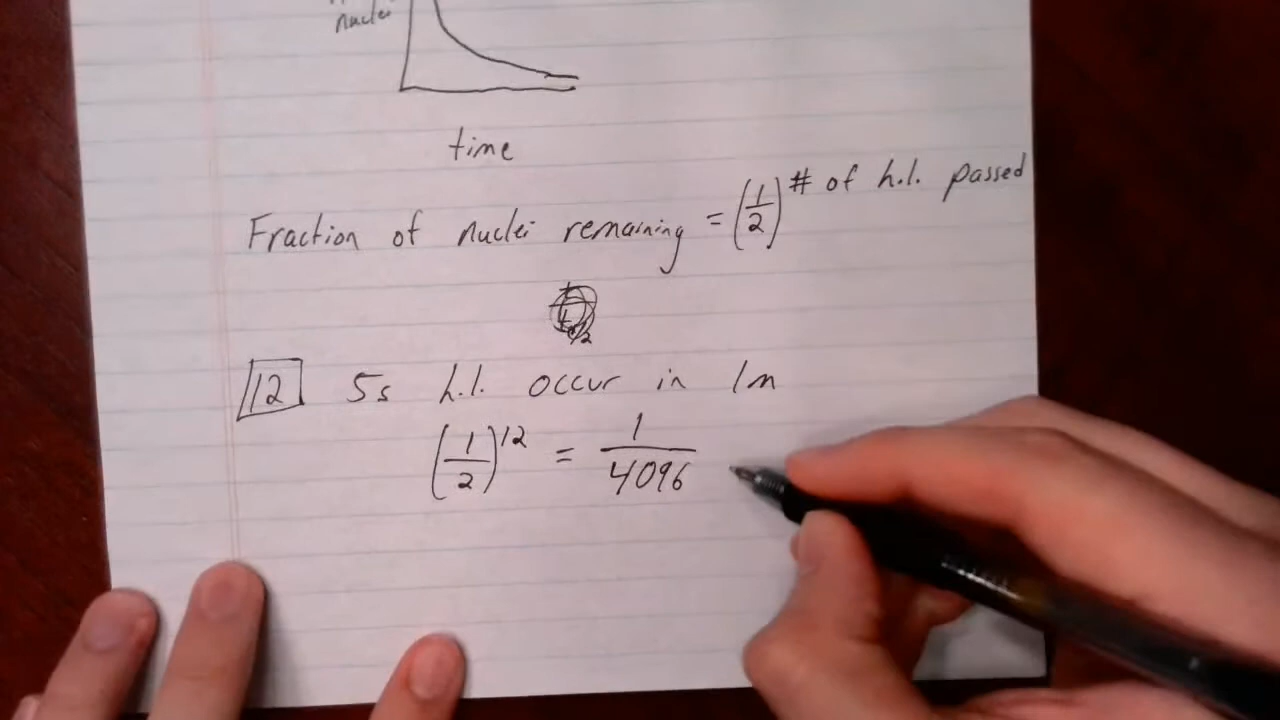 nuclei
time
Fraction of nuclei remaining = (1/2)^# of h.l. passed
12 5s h.l. occur in 1m
(1/2)^12 = 1/4096